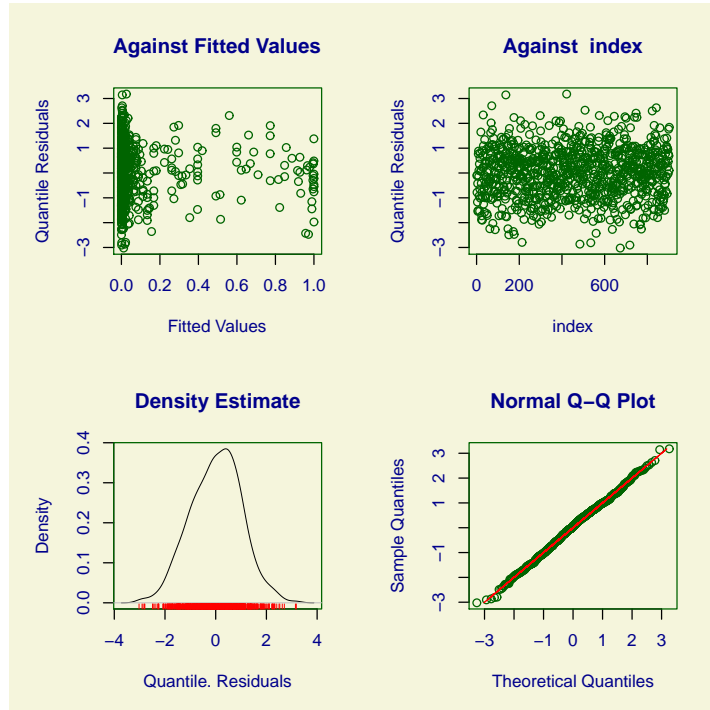 Against Fitted Values
Quantile Residuals
3
2
1
−1
−3
0.0 0.2 0.4 0.6 0.8 1.0
Fitted Values
Against index
Quantile Residuals
3
2
1
−1
−3
0 200 600
index
Density Estimate
Density
0.4
0.3
0.2
0.1
0.0
−4 −2 0 2 4
Quantile. Residuals
Normal Q−Q Plot
Sample Quantiles
3
2
1
−1
−3
−3 −1 0 1 2 3
Theoretical Quantiles